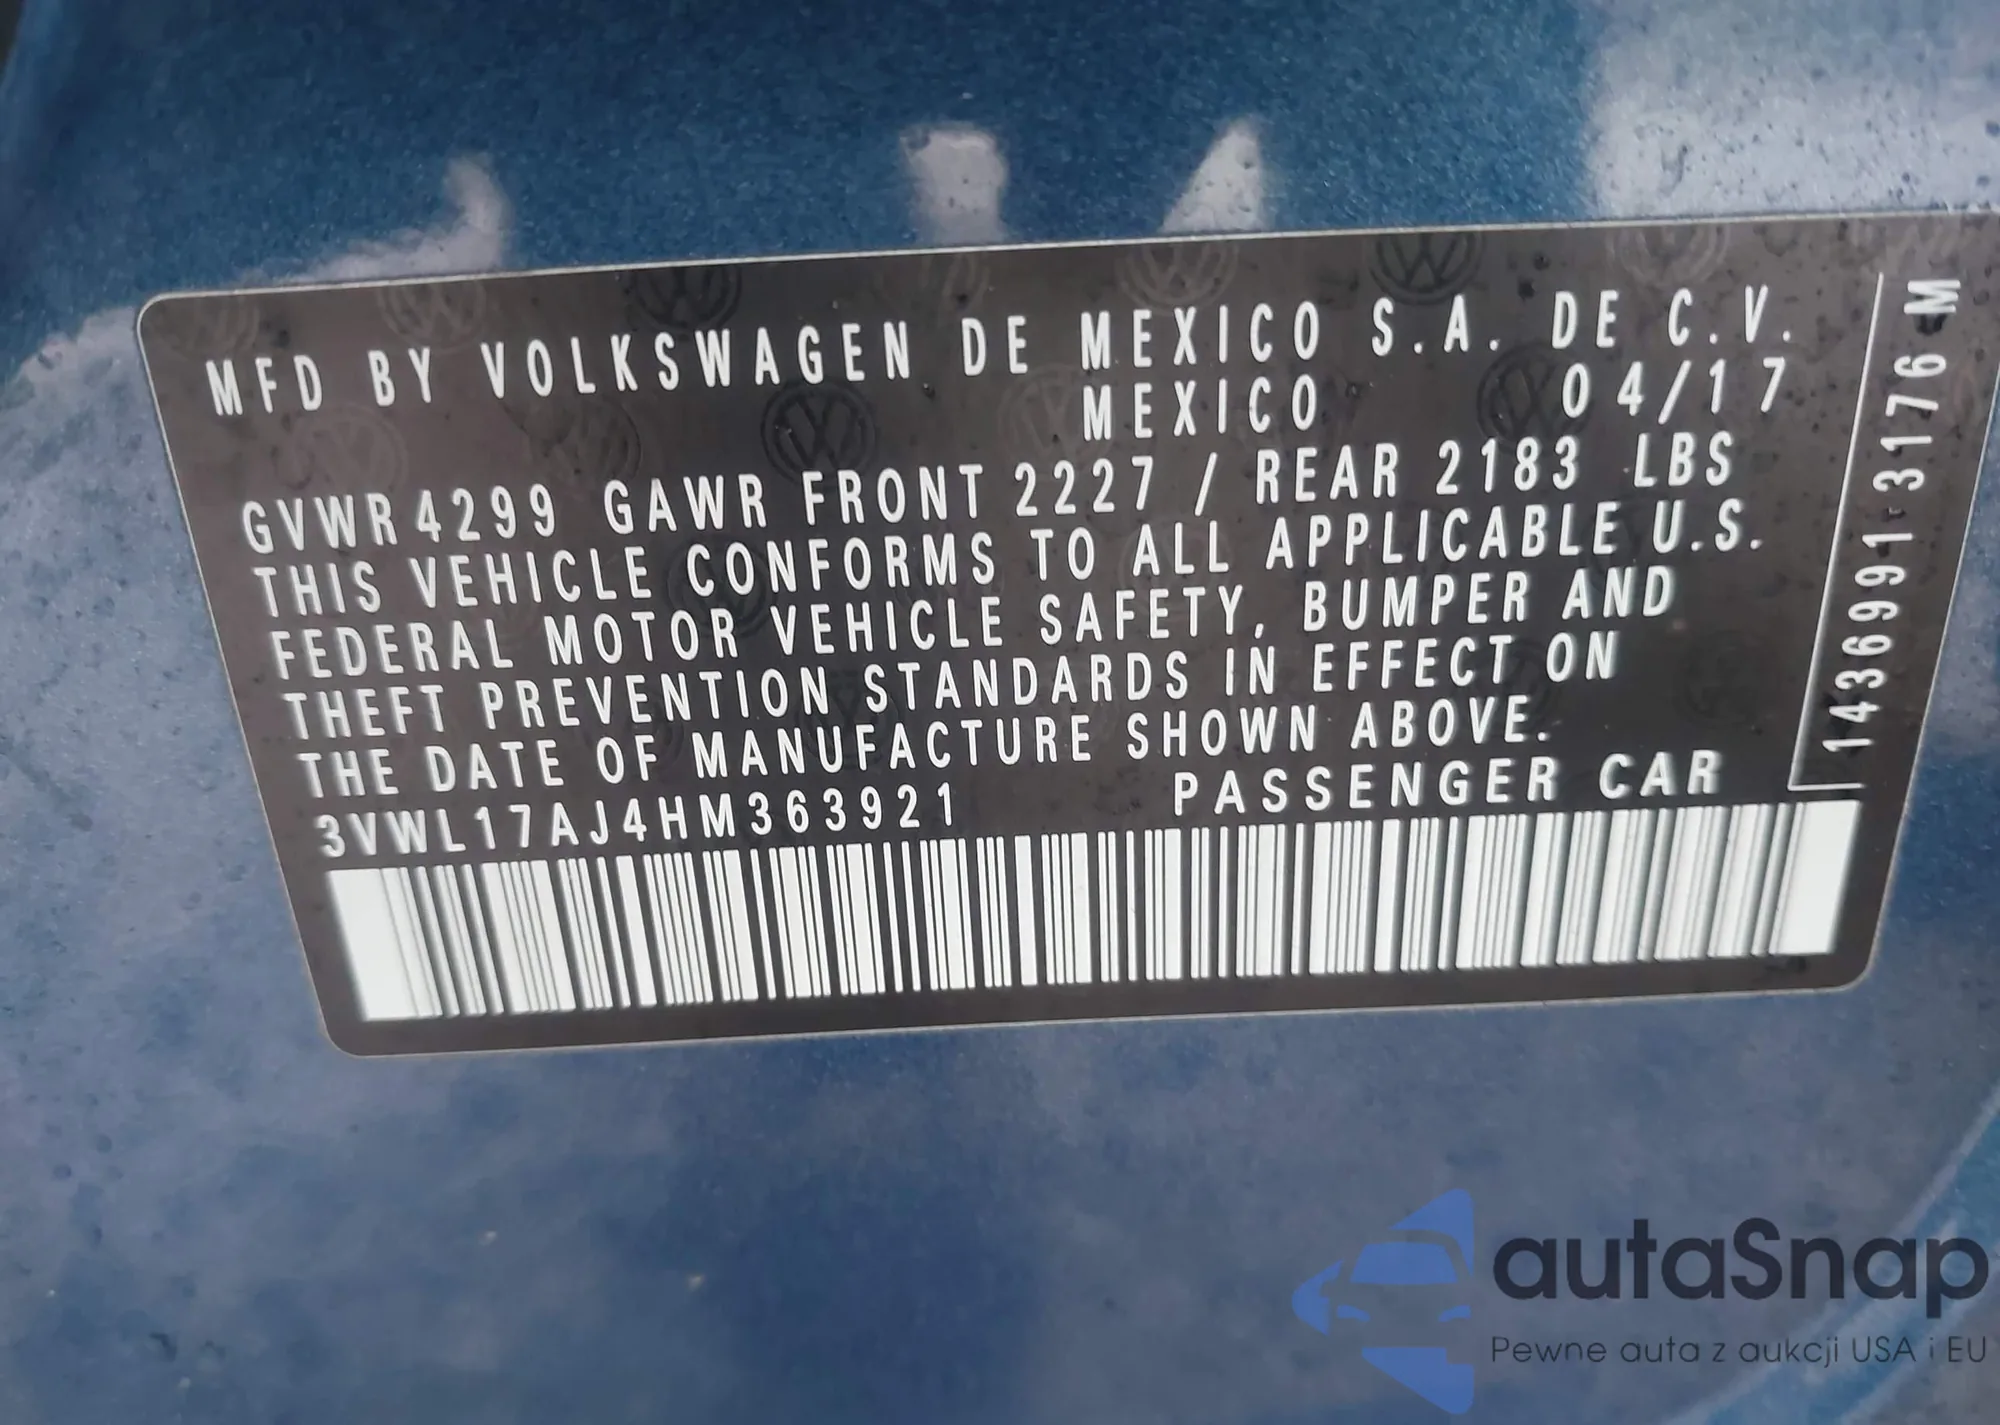 MFD BY VOLKSWAGEN DE MEXICO S.A. DE C.V.
MEXICO 04/17
GVWR 4299 GAWR FRONT 2227 / REAR 2183 LBS
THIS VEHICLE CONFORMS TO ALL APPLICABLE U.S.
FEDERAL MOTOR VEHICLE SAFETY, BUMPER AND
THEFT PREVENTION STANDARDS IN EFFECT ON
THE DATE OF MANUFACTURE SHOWN ABOVE.
3VWL17AJ4HM363921 PASSENGER CAR
1436991 3176 M
autaSnap
Pewne auta z aukcji USA i EU